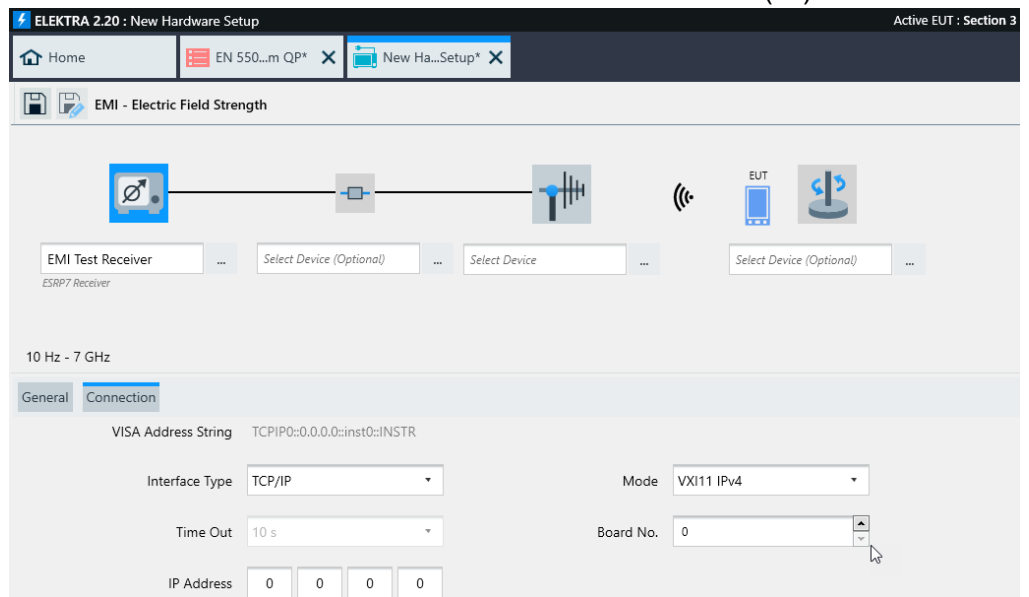 ELEKTRA 2.20 : New Hardware Setup Active EUT : Section 3
Home EN 550...m QP* New Ha...Setup*
EMI - Electric Field Strength
EUT
EMI Test Receiver ... Select Device (Optional) ... Select Device ... Select Device (Optional) ...
ESRP7 Receiver
10 Hz - 7 GHz
General Connection
VISA Address String TCPIP0::0.0.0.0::inst0::INSTR
Interface Type TCP/IP Mode VXI11 IPv4
Time Out 10 s Board No. 0
IP Address 0 0 0 0